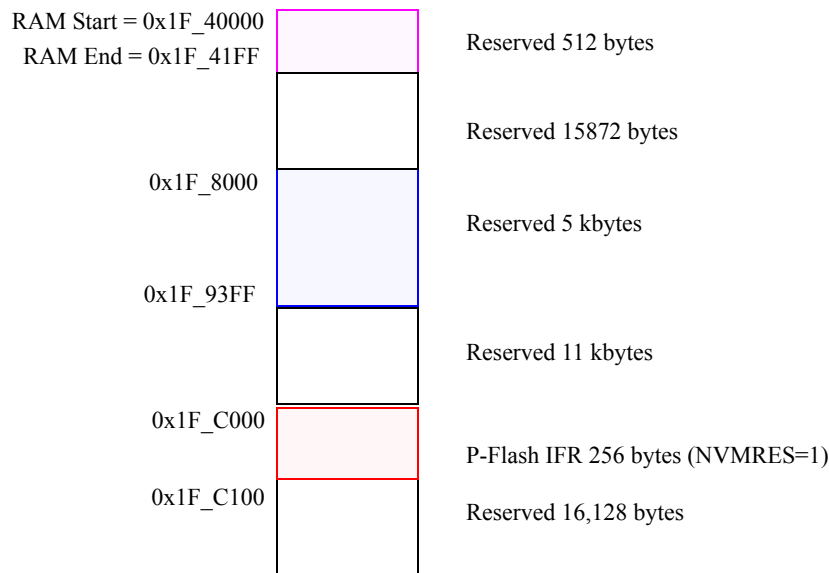 RAM Start = 0x1F_40000
RAM End = 0x1F_41FF
Reserved 512 bytes
Reserved 15872 bytes
0x1F_8000
Reserved 5 kbytes
0x1F_93FF
Reserved 11 kbytes
0x1F_C000
P-Flash IFR 256 bytes (NVMRES=1)
0x1F_C100
Reserved 16,128 bytes